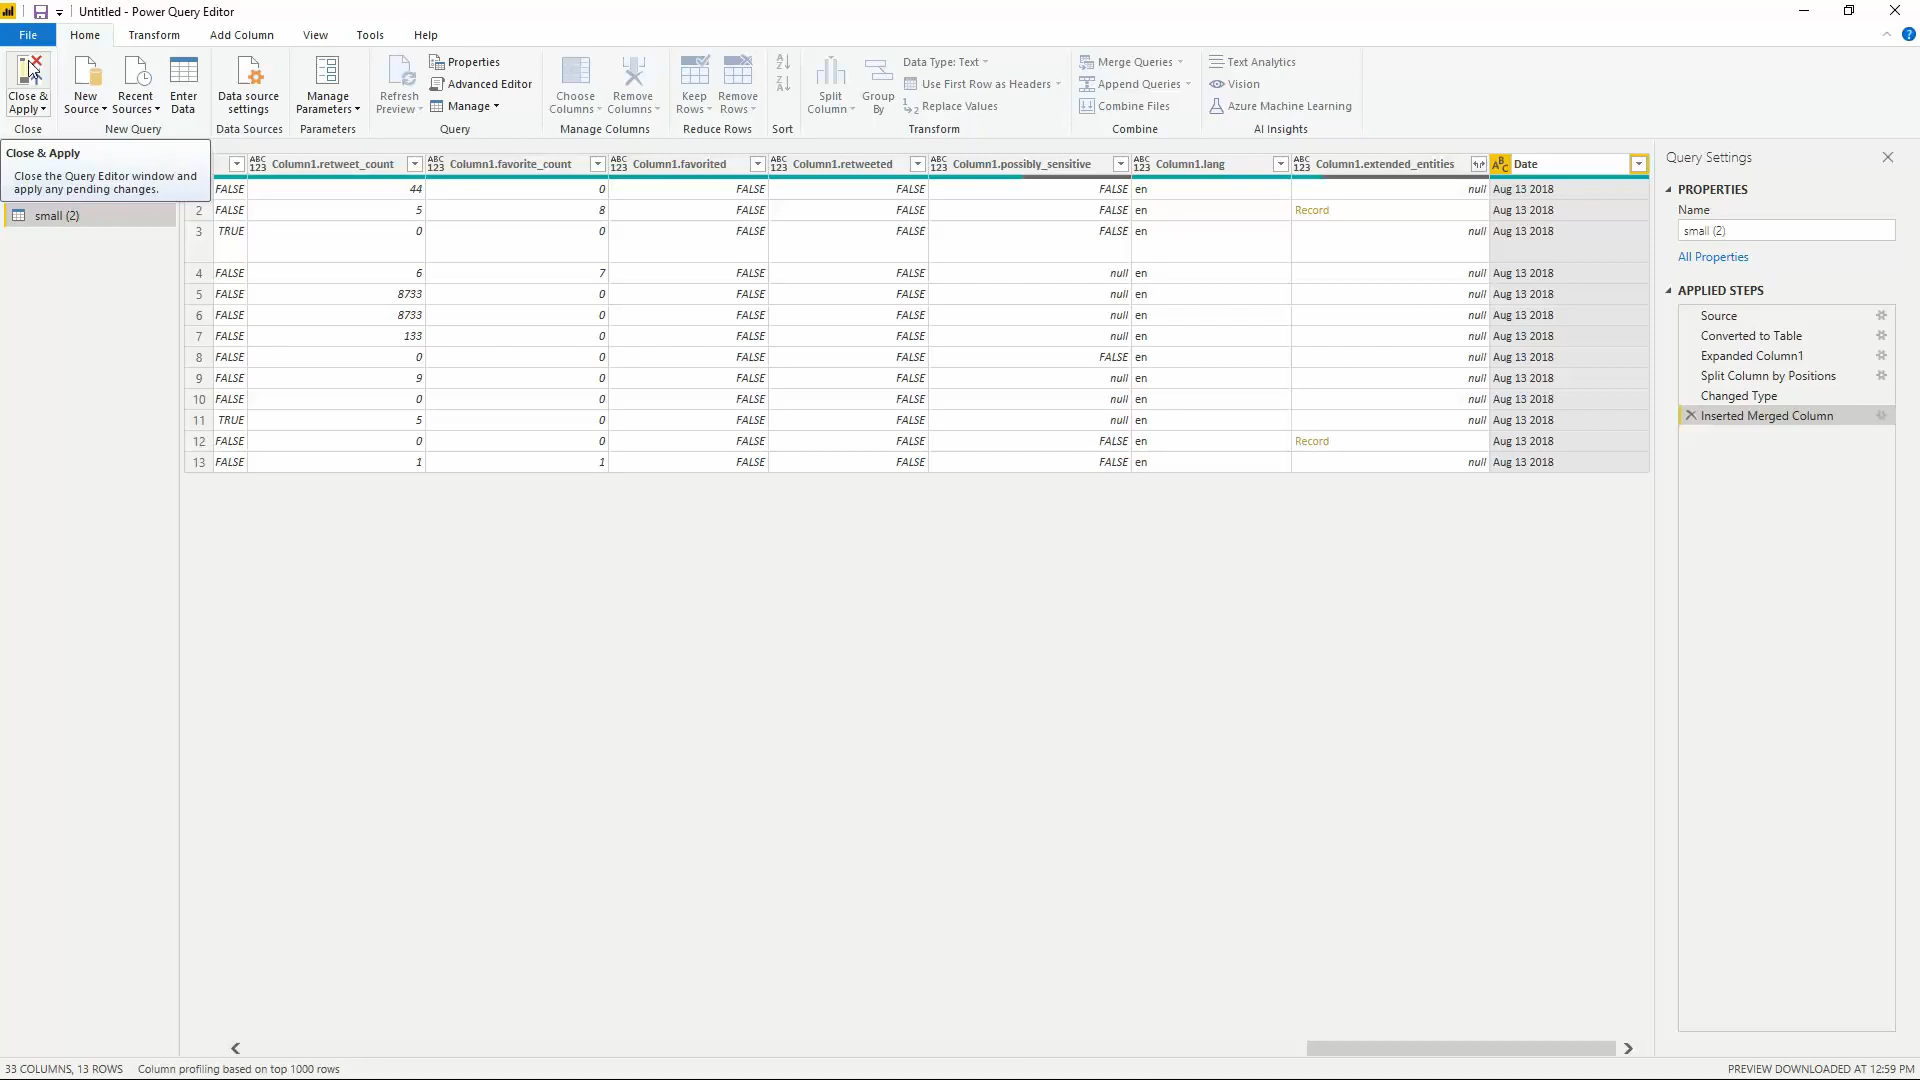 Untitled - Power Query Editor
File Home Transform Add Column View Tools Help
Close & Apply
New Source
Recent Sources
Enter Data
Data source settings
Manage Parameters
Refresh Preview
Properties
Advanced Editor
Manage
Choose Columns
Remove Columns
Keep Rows
Remove Rows
Split Column
Group By
Data Type: Text
Use First Row as Headers
Replace Values
Merge Queries
Append Queries
Combine Files
Text Analytics
Vision
Azure Machine Learning
Close New Query Data Sources Parameters Query Manage Columns Reduce Rows Sort Transform Combine AI Insights
Close & Apply
Close the Query Editor window and
apply any pending changes.
small (2)
ABC 123 Column1.retweet_count ABC 123 Column1.favorite_count ABC 123 Column1.favorited ABC 123 Column1.retweeted ABC 123 Column1.possibly_sensitive ABC 123 Column1.lang ABC 123 Column1.extended_entities ABC Date
FALSE 44 0 FALSE FALSE FALSE en null Aug 13 2018
2 FALSE 5 8 FALSE FALSE FALSE en Record Aug 13 2018
3 TRUE 0 0 FALSE FALSE FALSE en null Aug 13 2018
4 FALSE 6 7 FALSE FALSE null en null Aug 13 2018
5 FALSE 8733 0 FALSE FALSE null en null Aug 13 2018
6 FALSE 8733 0 FALSE FALSE null en null Aug 13 2018
7 FALSE 133 0 FALSE FALSE null en null Aug 13 2018
8 FALSE 0 0 FALSE FALSE FALSE en null Aug 13 2018
9 FALSE 9 0 FALSE FALSE null en null Aug 13 2018
10 FALSE 0 0 FALSE FALSE null en null Aug 13 2018
11 TRUE 5 0 FALSE FALSE null en null Aug 13 2018
12 FALSE 0 0 FALSE FALSE FALSE en Record Aug 13 2018
13 FALSE 1 1 FALSE FALSE FALSE en null Aug 13 2018
Query Settings
PROPERTIES
Name
small (2)
All Properties
APPLIED STEPS
Source
Converted to Table
Expanded Column1
Split Column by Positions
Changed Type
Inserted Merged Column
33 COLUMNS, 13 ROWS Column profiling based on top 1000 rows PREVIEW DOWNLOADED AT 12:59 PM